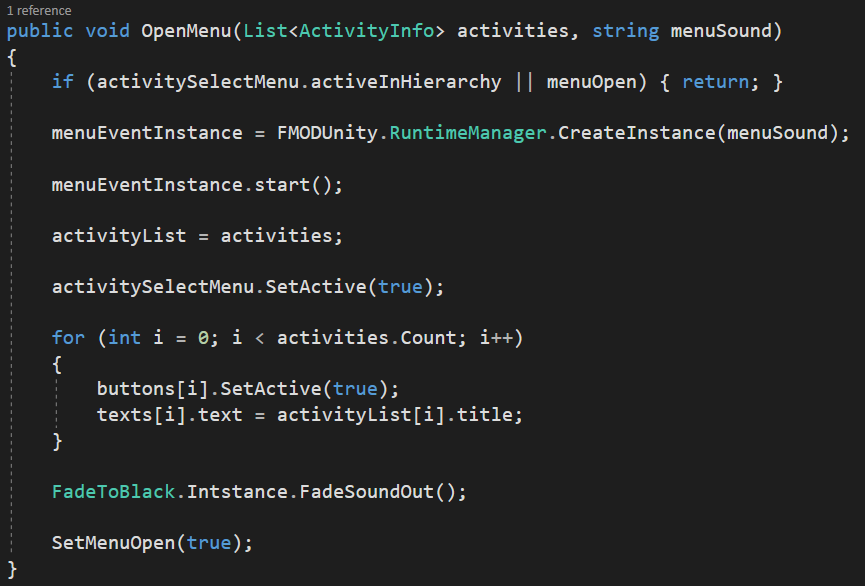 1 reference
public void OpenMenu(List<ActivityInfo> activities, string menuSound)
{
if (activitySelectMenu.activeInHierarchy || menuOpen) { return; }
menuEventInstance = FMODUnity.RuntimeManager.CreateInstance(menuSound);
menuEventInstance.start();
activityList = activities;
activitySelectMenu.SetActive(true);
for (int i = 0; i < activities.Count; i++)
{
buttons[i].SetActive(true);
texts[i].text = activityList[i].title;
}
FadeToBlack.Intstance.FadeSoundOut();
SetMenuOpen(true);
}